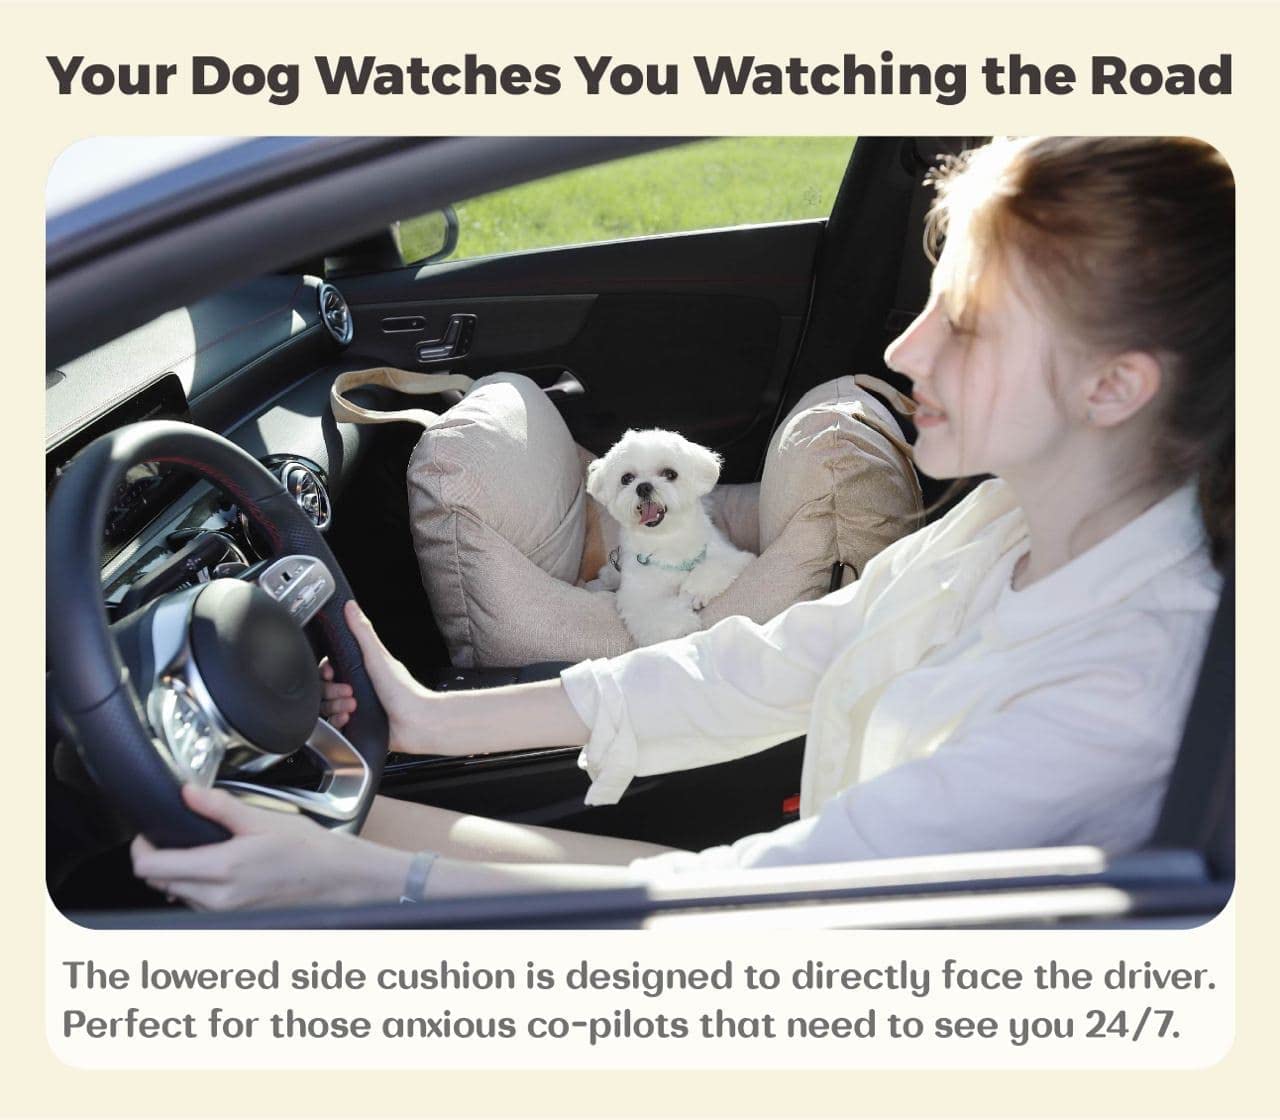 Your Dog Watches You Watching the Road
The lowered side cushion is designed to directly face the driver.
Perfect for those anxious co-pilots that need to see you 24/7.